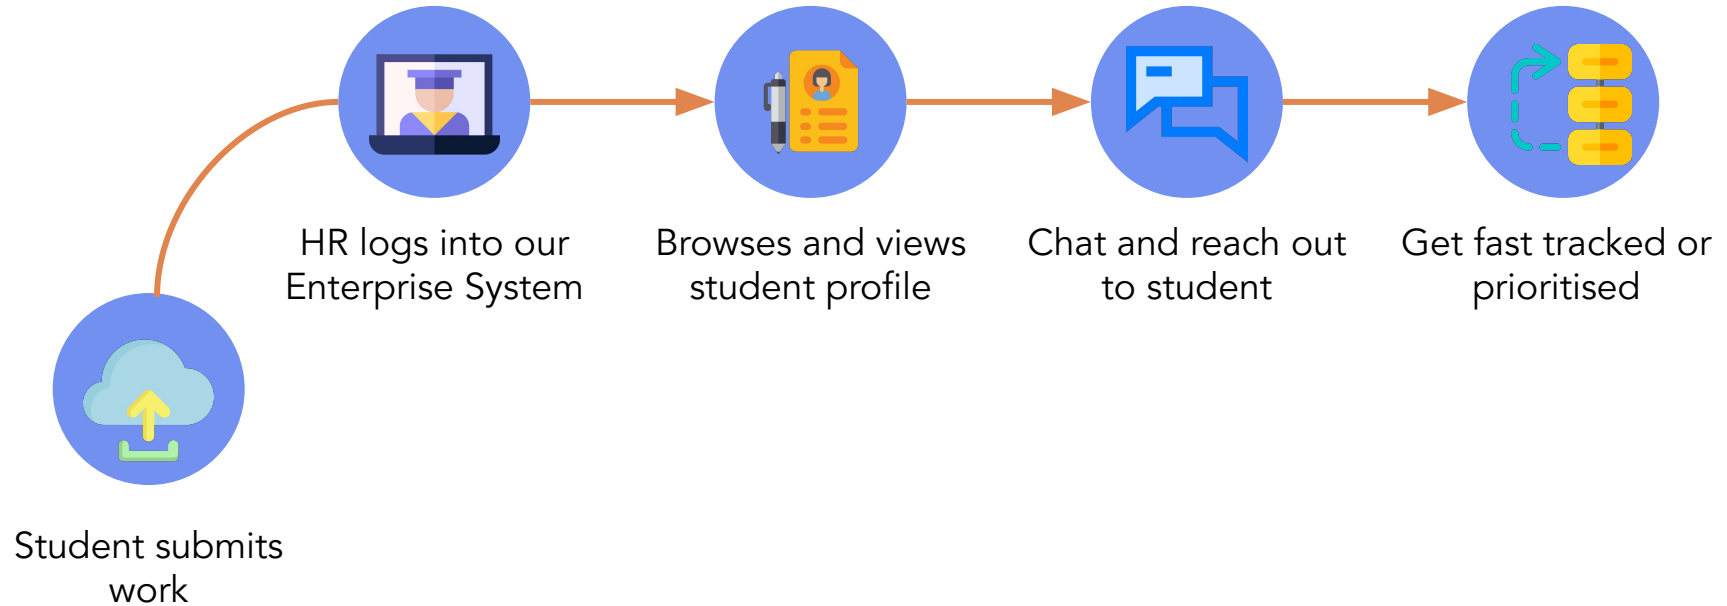 HR logs into our
Enterprise System
Browses and views
student profile
Chat and reach out
to student
Get fast tracked or
prioritised
Student submits
work